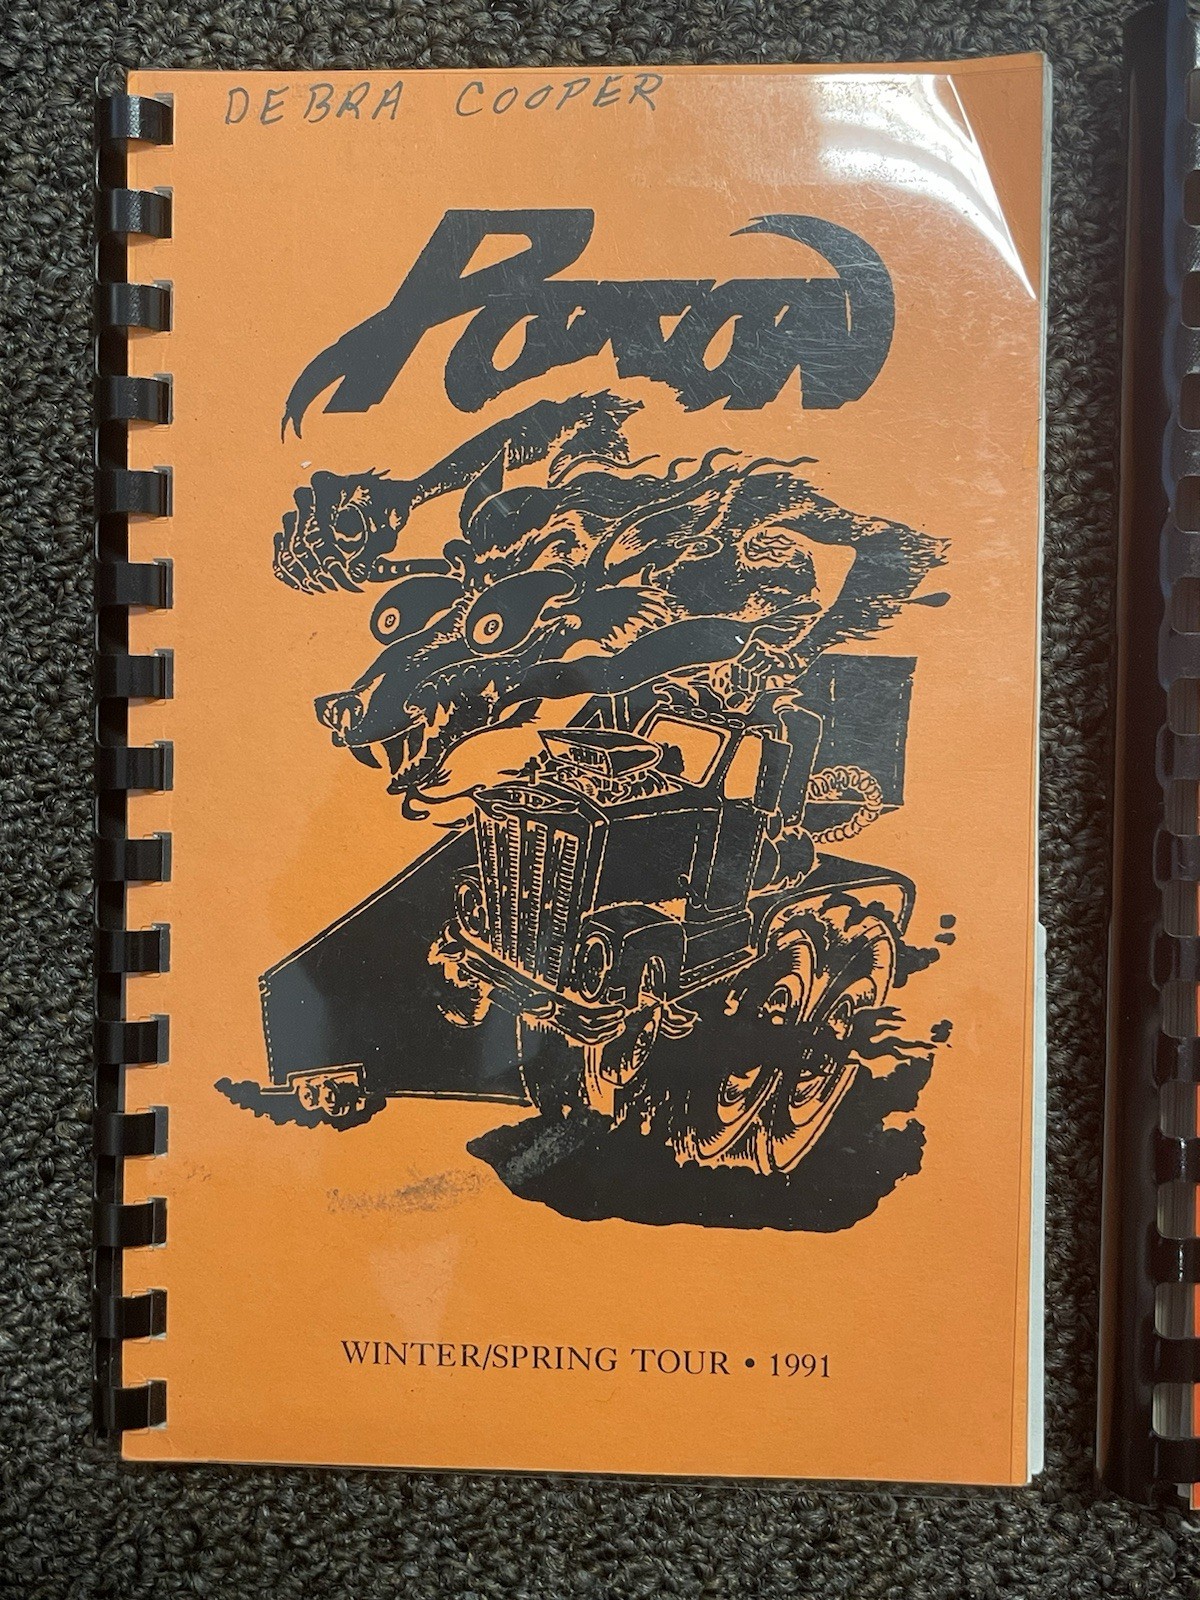 DEBRA COOPER
Poison
WINTER/SPRING TOUR • 1991